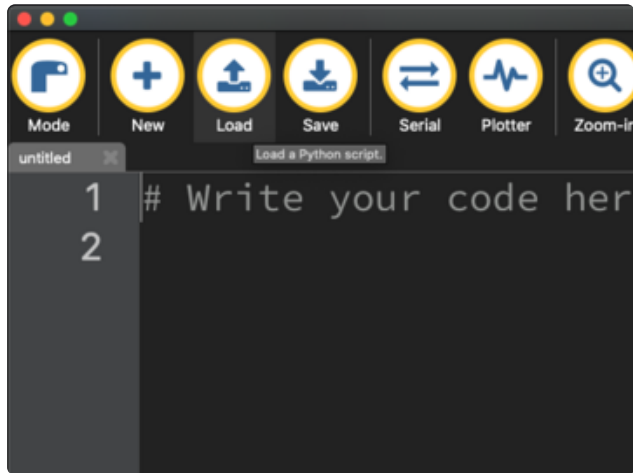 Mode New Load Save Serial Plotter Zoom-in
untitled
Load a Python script.
1 # Write your code her
2